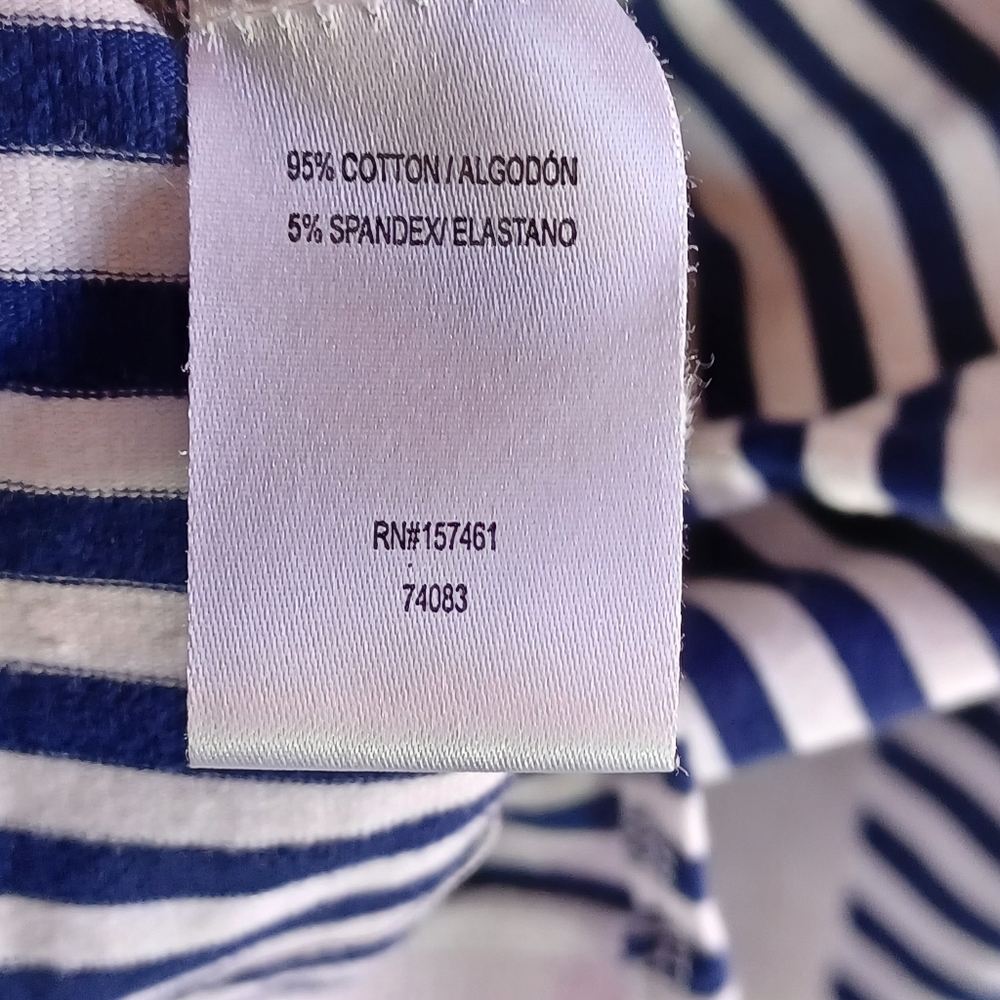 95% COTTON / ALGODÓN
5% SPANDEX/ ELASTANO
RN#157461
74083